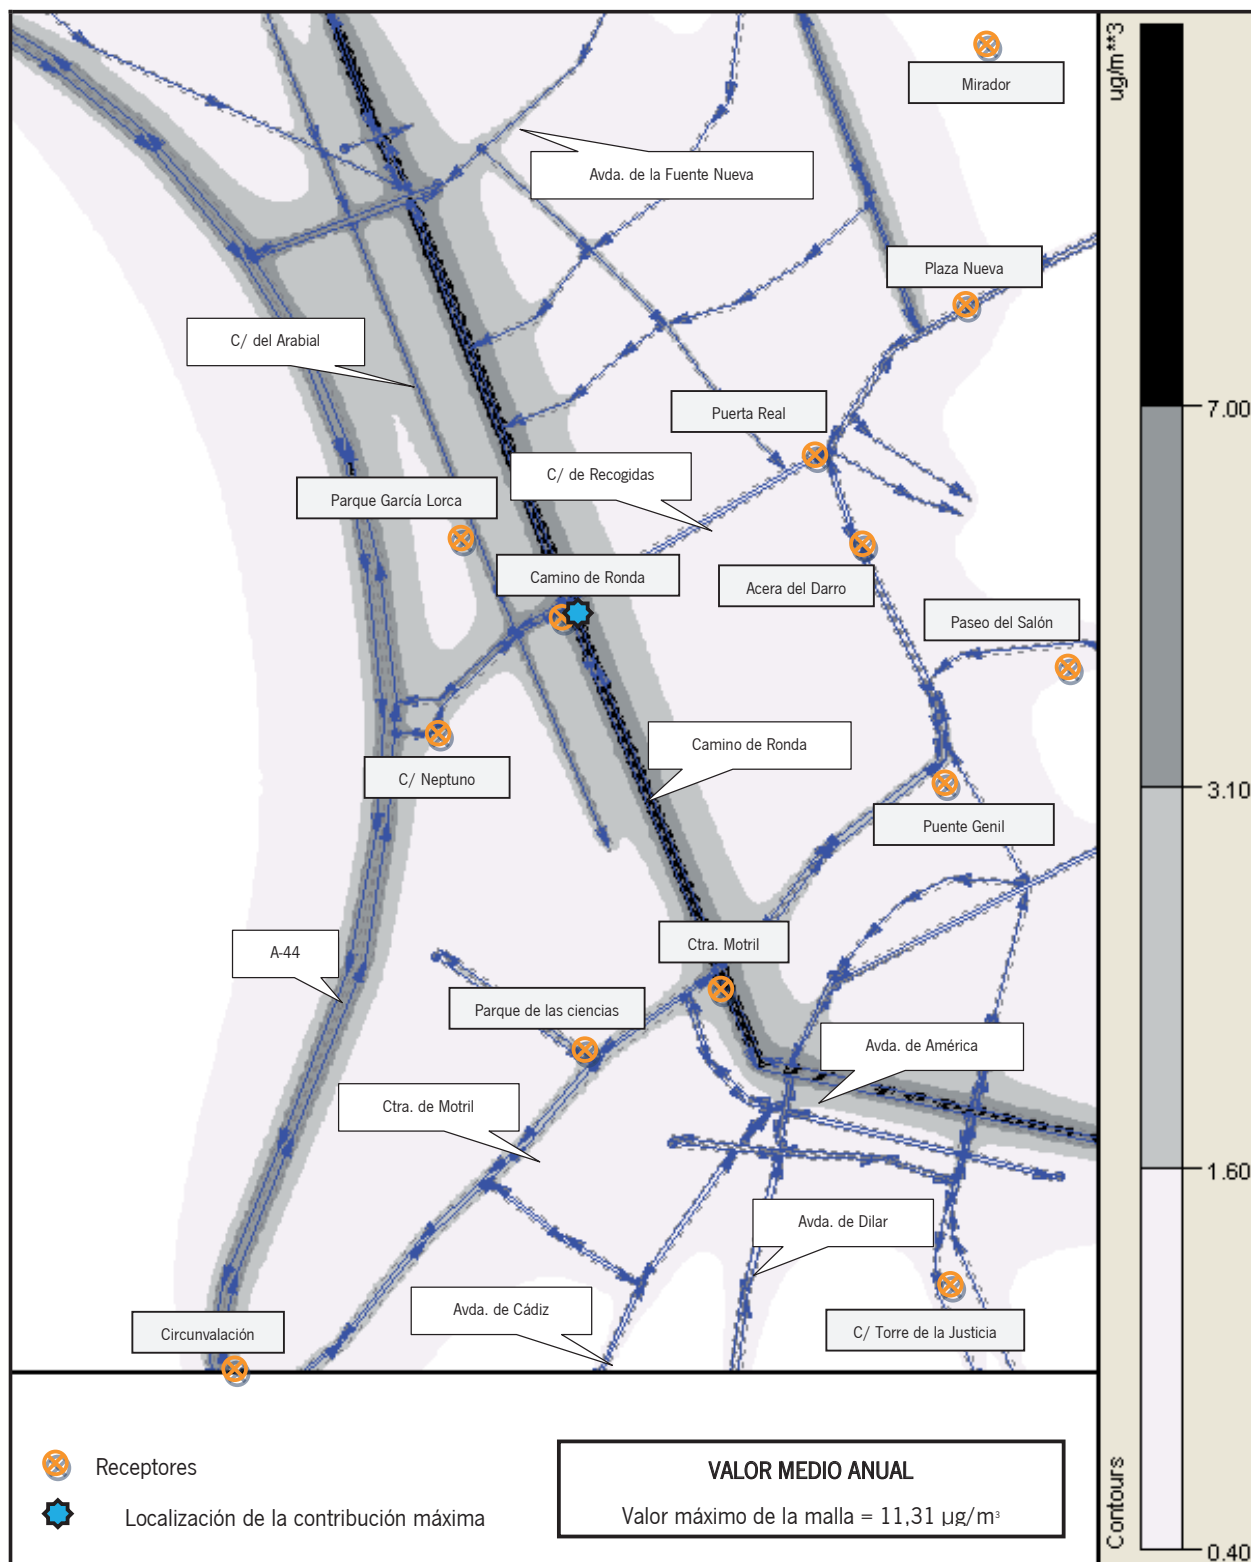 ug/m**3
Mirador
Avda. de la Fuente Nueva
Plaza Nueva
C/ del Arabial
7.00
Puerta Real
C/ de Recogidas
Parque García Lorca
Camino de Ronda
Acera del Darro
Paseo del Salón
Camino de Ronda
C/ Neptuno
3.10
Puente Genil
Ctra. Motril
A-44
Parque de las ciencias
Avda. de América
Ctra. de Motril
1.60
Avda. de Dilar
Avda. de Cádiz
Circunvalación
C/ Torre de la Justicia
Receptores
Localización de la contribución máxima
VALOR MEDIO ANUAL
Valor máximo de la malla = 11,31 µg/m³
Contours
0.40